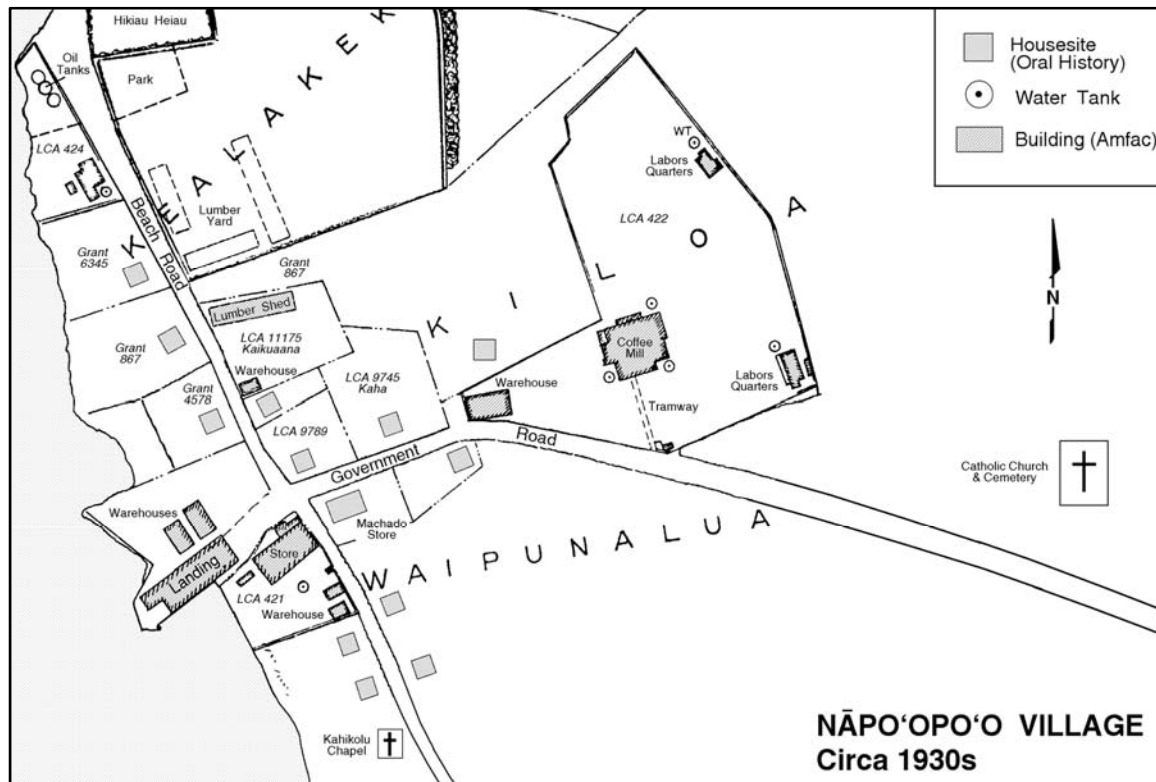 Hikiau Heiau
Oil
Tanks
Park
LCA 424
KEALAKEK
Lumber
Yard
Beach Road
Grant
6345
Grant
867
Lumber Shed
Grant
867
LCA 11175
Kaikuaana
Warehouse
Grant
4578
LCA 9745
Kaha
LCA 9789
KILOA
WT
Labors
Quarters
LCA 422
Coffee
Mill
Labors
Quarters
Warehouse
Tramway
Government Road
Catholic Church
& Cemetery
Warehouses
Landing
Store
Machado
Store
LCA 421
Warehouse
WAIPUNALUA
Kahikolu
Chapel
Housesite
(Oral History)
Water Tank
Building (Amfac)
N
NĀPO‘OPO‘O VILLAGE
Circa 1930s